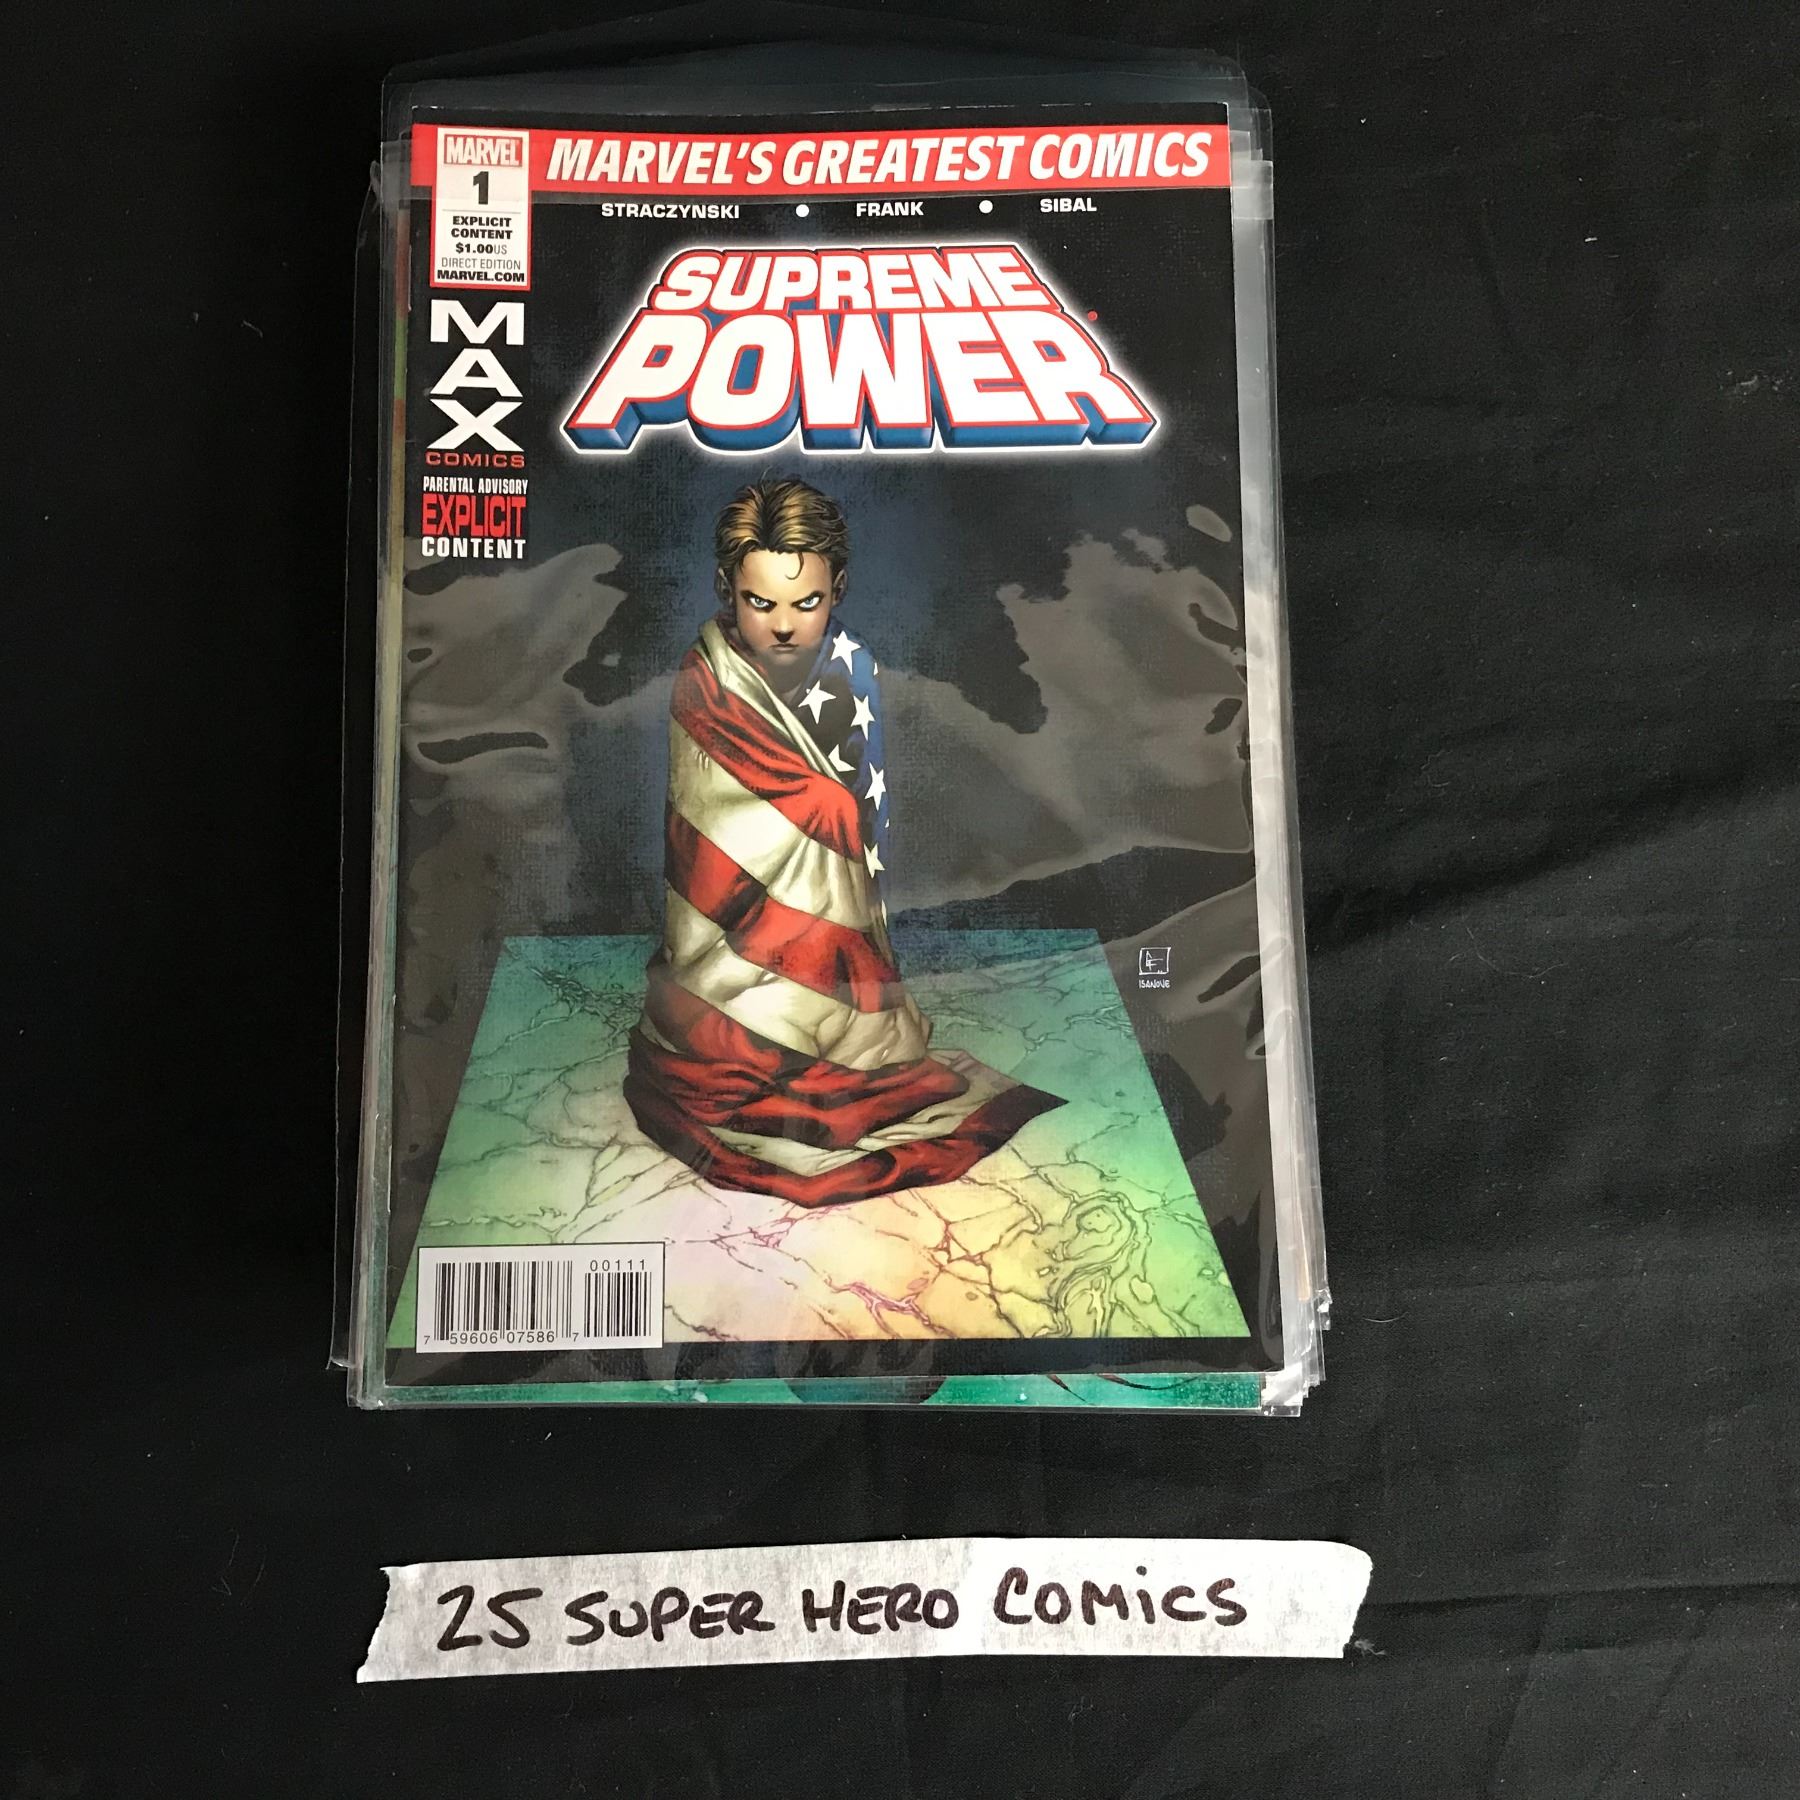 MARVEL
1
EXPLICIT
CONTENT
$1.00US
DIRECT EDITION
MARVEL.COM
MARVEL'S GREATEST COMICS
STRACZYNSKI • FRANK • SIBAL
SUPREME
POWER
MAX
COMICS
PARENTAL ADVISORY
EXPLICIT
CONTENT
ISANOVE
00111
7 59606 07586 7
25 SUPER HERO COMiCS